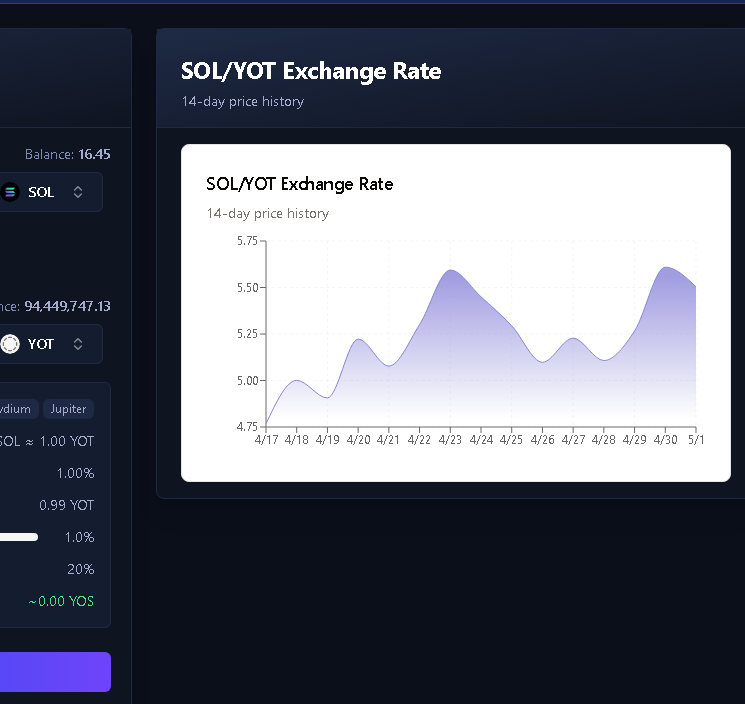 Balance: 16.45
SOL
nce: 94,449,747.13
YOT
ydium Jupiter
SOL ≈ 1.00 YOT
1.00%
0.99 YOT
1.0%
20%
~0.00 YOS
SOL/YOT Exchange Rate
14-day price history
SOL/YOT Exchange Rate
14-day price history
5.75
5.50
5.25
5.00
4.75
4/17 4/18 4/19 4/20 4/21 4/22 4/23 4/24 4/25 4/26 4/27 4/28 4/29 4/30 5/1